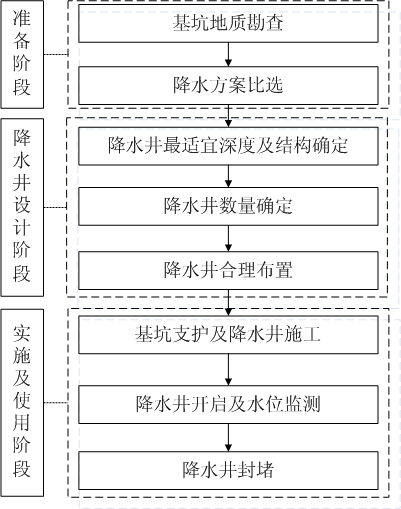 准备阶段
基坑地质勘查
降水方案比选
降水井设计阶段
降水井最适宜深度及结构确定
降水井数量确定
降水井合理布置
实施及使用阶段
基坑支护及降水井施工
降水井开启及水位监测
降水井封堵